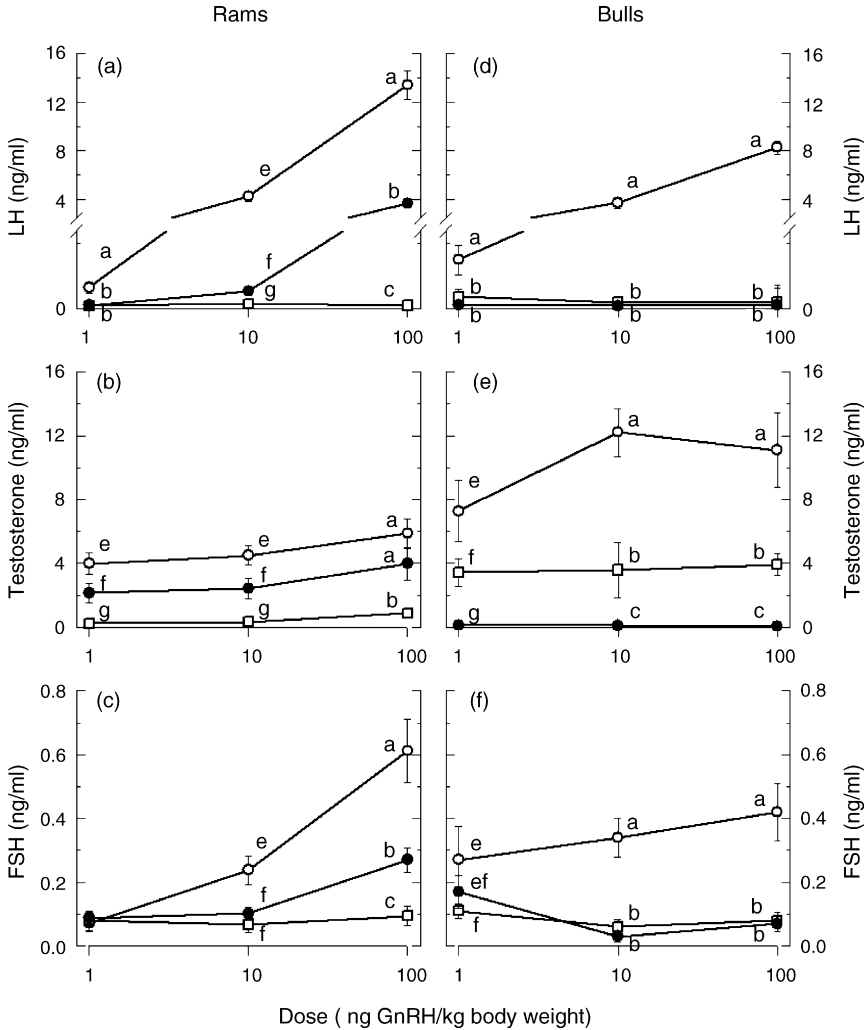 Rams Bulls
16 (a) a (d) 16
12 12
LH (ng/ml) 8 e a 8 LH (ng/ml)
4 b a 4
a f a
b g c b b b
0 b b b b 0
1 10 100 1 10 100
16 (b) (e) 16
12 a a 12
Testosterone (ng/ml) 8 e 8 Testosterone (ng/ml)
4 e e a f b b 4
f f a
g g b g c c
0 0
1 10 100 1 10 100
0.8 (c) (f) 0.8
0.6 a 0.6
FSH (ng/ml) 0.4 a a 0.4 FSH (ng/ml)
e b e
0.2 f c ef b b 0.2
f f b b
0.0 0.0
1 10 100 1 10 100
Dose ( ng GnRH/kg body weight)